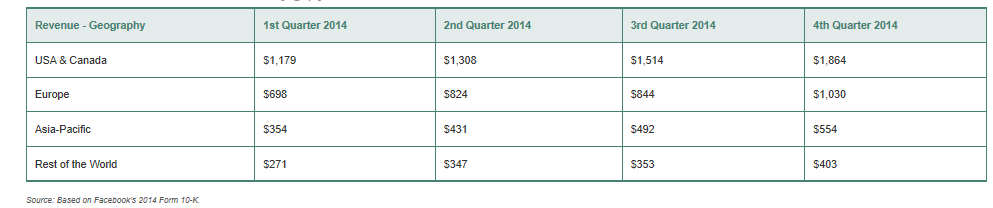 Revenue - Geography 1st Quarter 2014 2nd Quarter 2014 3rd Quarter 2014 4th Quarter 2014
USA & Canada $1,179 $1,308 $1,514 $1,864
Europe $698 $824 $844 $1,030
Asia-Pacific $354 $431 $492 $554
Rest of the World $271 $347 $353 $403
Source: Based on Facebook's 2014 Form 10-K.